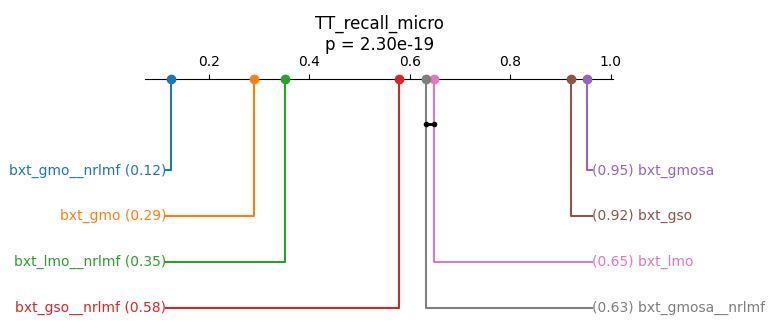 TT_recall_micro
p = 2.30e-19
0.2 0.4 0.6 0.8 1.0
bxt_gmo__nrlmf (0.12) (0.95) bxt_gmosa
bxt_gmo (0.29) (0.92) bxt_gso
bxt_lmo__nrlmf (0.35) (0.65) bxt_lmo
bxt_gso__nrlmf (0.58) (0.63) bxt_gmosa__nrlmf